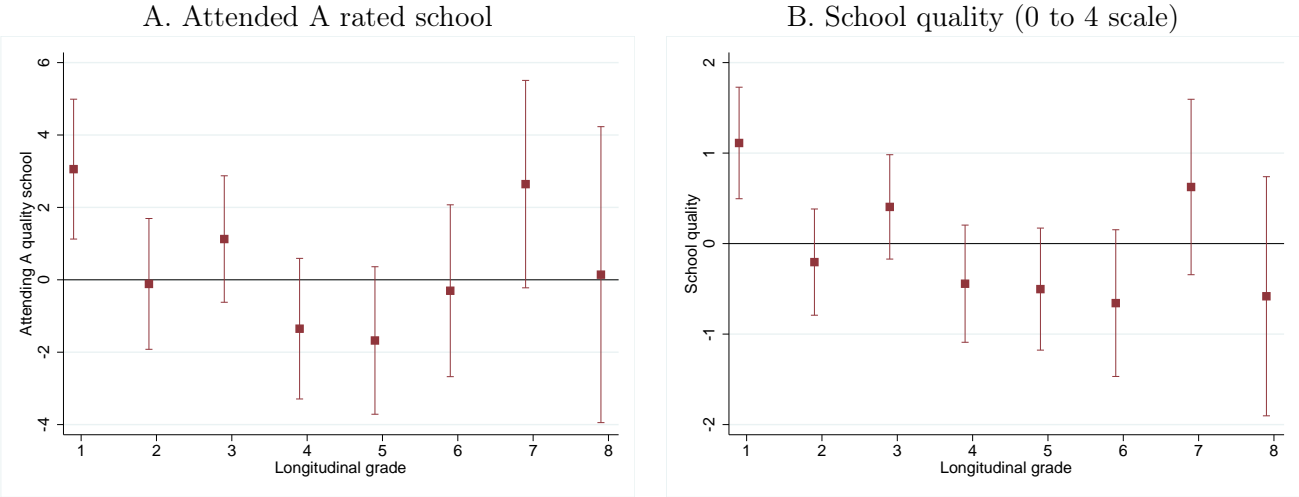 A. Attended A rated school
Attending A quality school
6
4
2
0
-2
-4
1 2 3 4 5 6 7 8
Longitudinal grade
B. School quality (0 to 4 scale)
School quality
2
1
0
-1
-2
1 2 3 4 5 6 7 8
Longitudinal grade